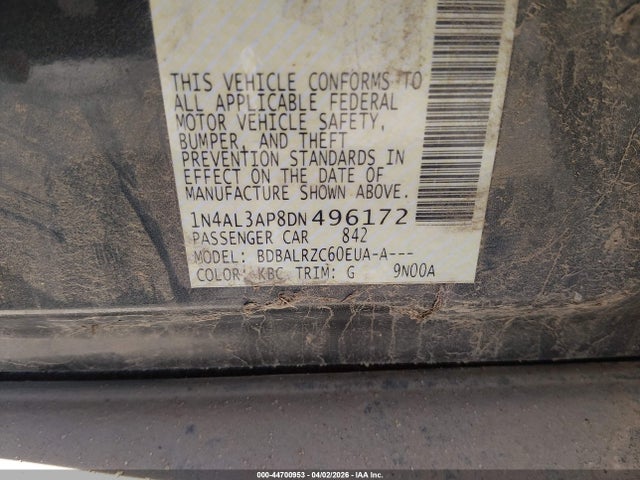 THIS VEHICLE CONFORMS TO
ALL APPLICABLE FEDERAL
MOTOR VEHICLE SAFETY,
BUMPER, AND THEFT
PREVENTION STANDARDS IN
EFFECT ON THE DATE OF
MANUFACTURE SHOWN ABOVE.
1N4AL3AP8DN496172
PASSENGER CAR 842
MODEL: BDBALRZC60EUA-A---
COLOR: KBC TRIM: G 9N00A
000-44700953 | 04/02/2026 | IAA Inc.